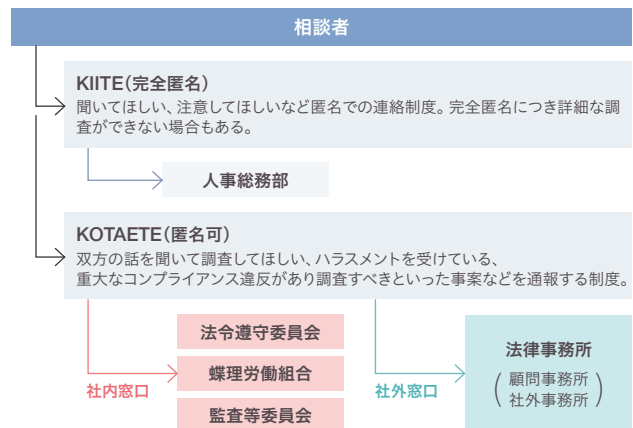 相談者
KIITE(完全匿名)
聞いてほしい、注意してほしいなど匿名での連絡制度。完全匿名につき詳細な調
査ができない場合もある。
人事総務部
KOTAETE(匿名可)
双方の話を聞いて調査してほしい、ハラスメントを受けている、
重大なコンプライアンス違反があり調査すべきといった事案などを通報する制度。
社内窓口
法令遵守委員会
蝶理労働組合
監査等委員会
社外窓口
法律事務所
(顧問事務所
社外事務所)